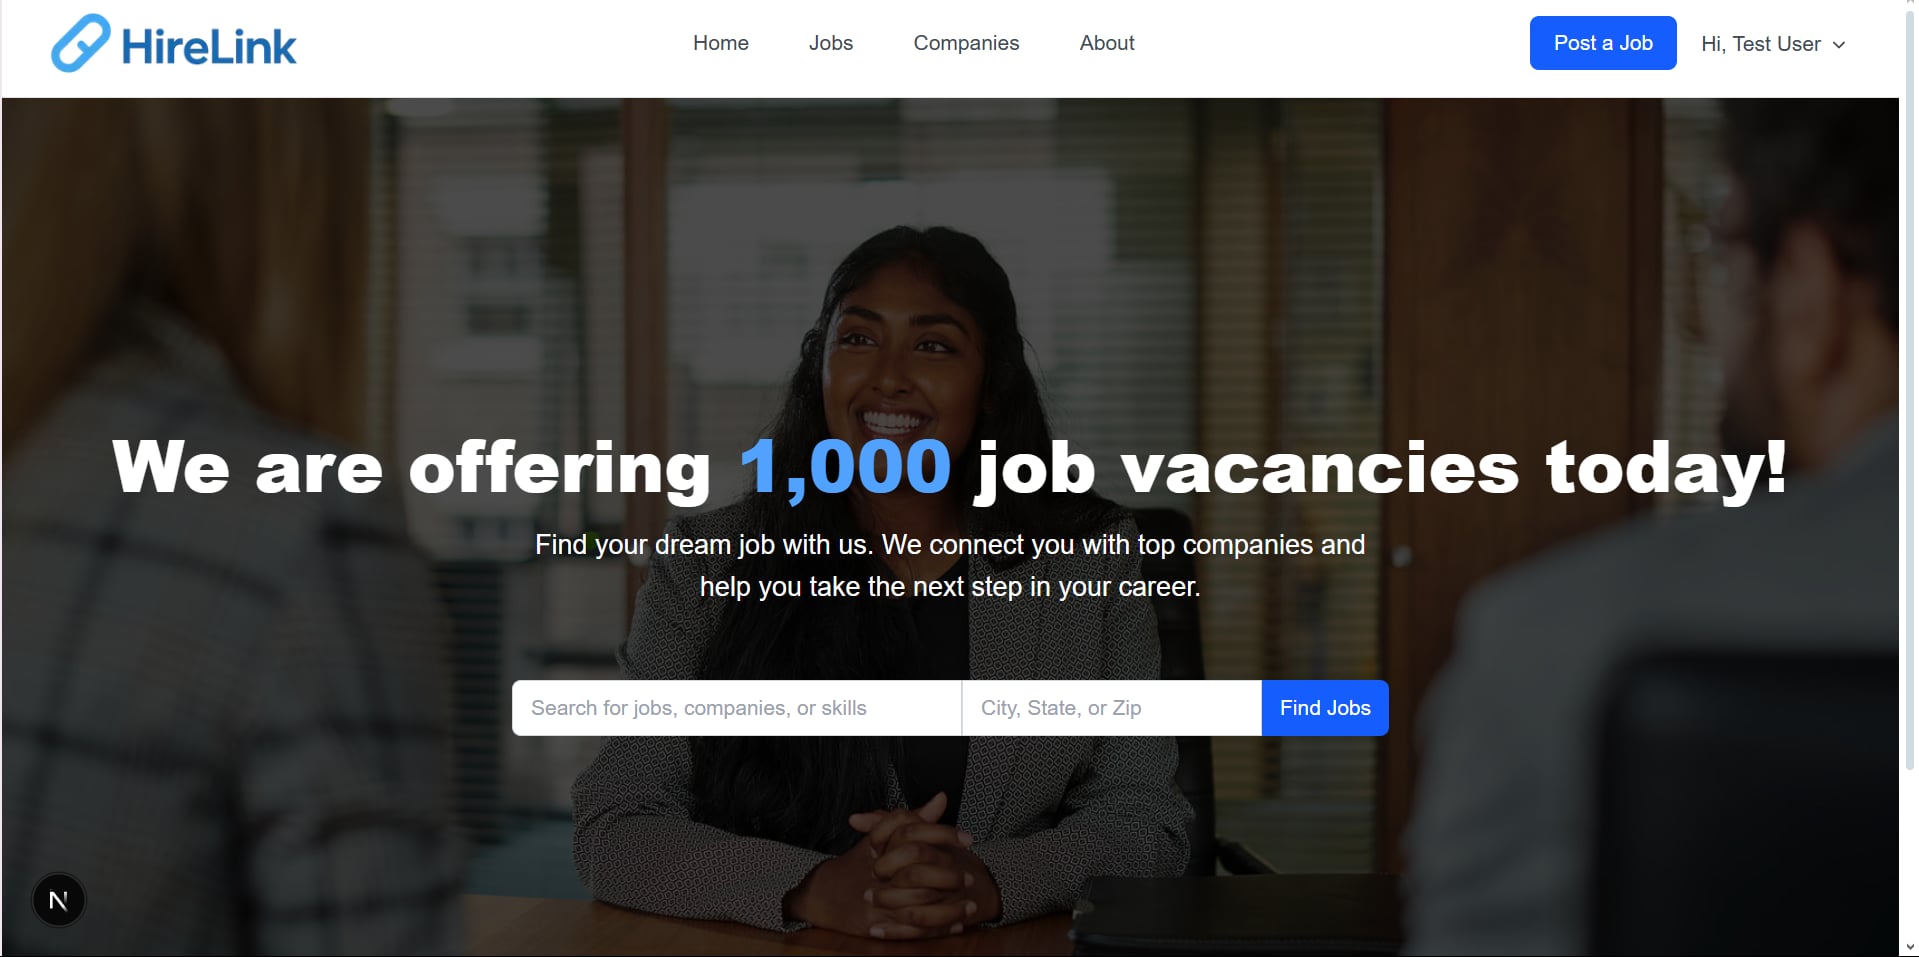 HireLink
Home
Jobs
Companies
About
Post a Job
Hi, Test User
We are offering 1,000 job vacancies today!
Find your dream job with us. We connect you with top companies and
help you take the next step in your career.
Search for jobs, companies, or skills
City, State, or Zip
Find Jobs
N